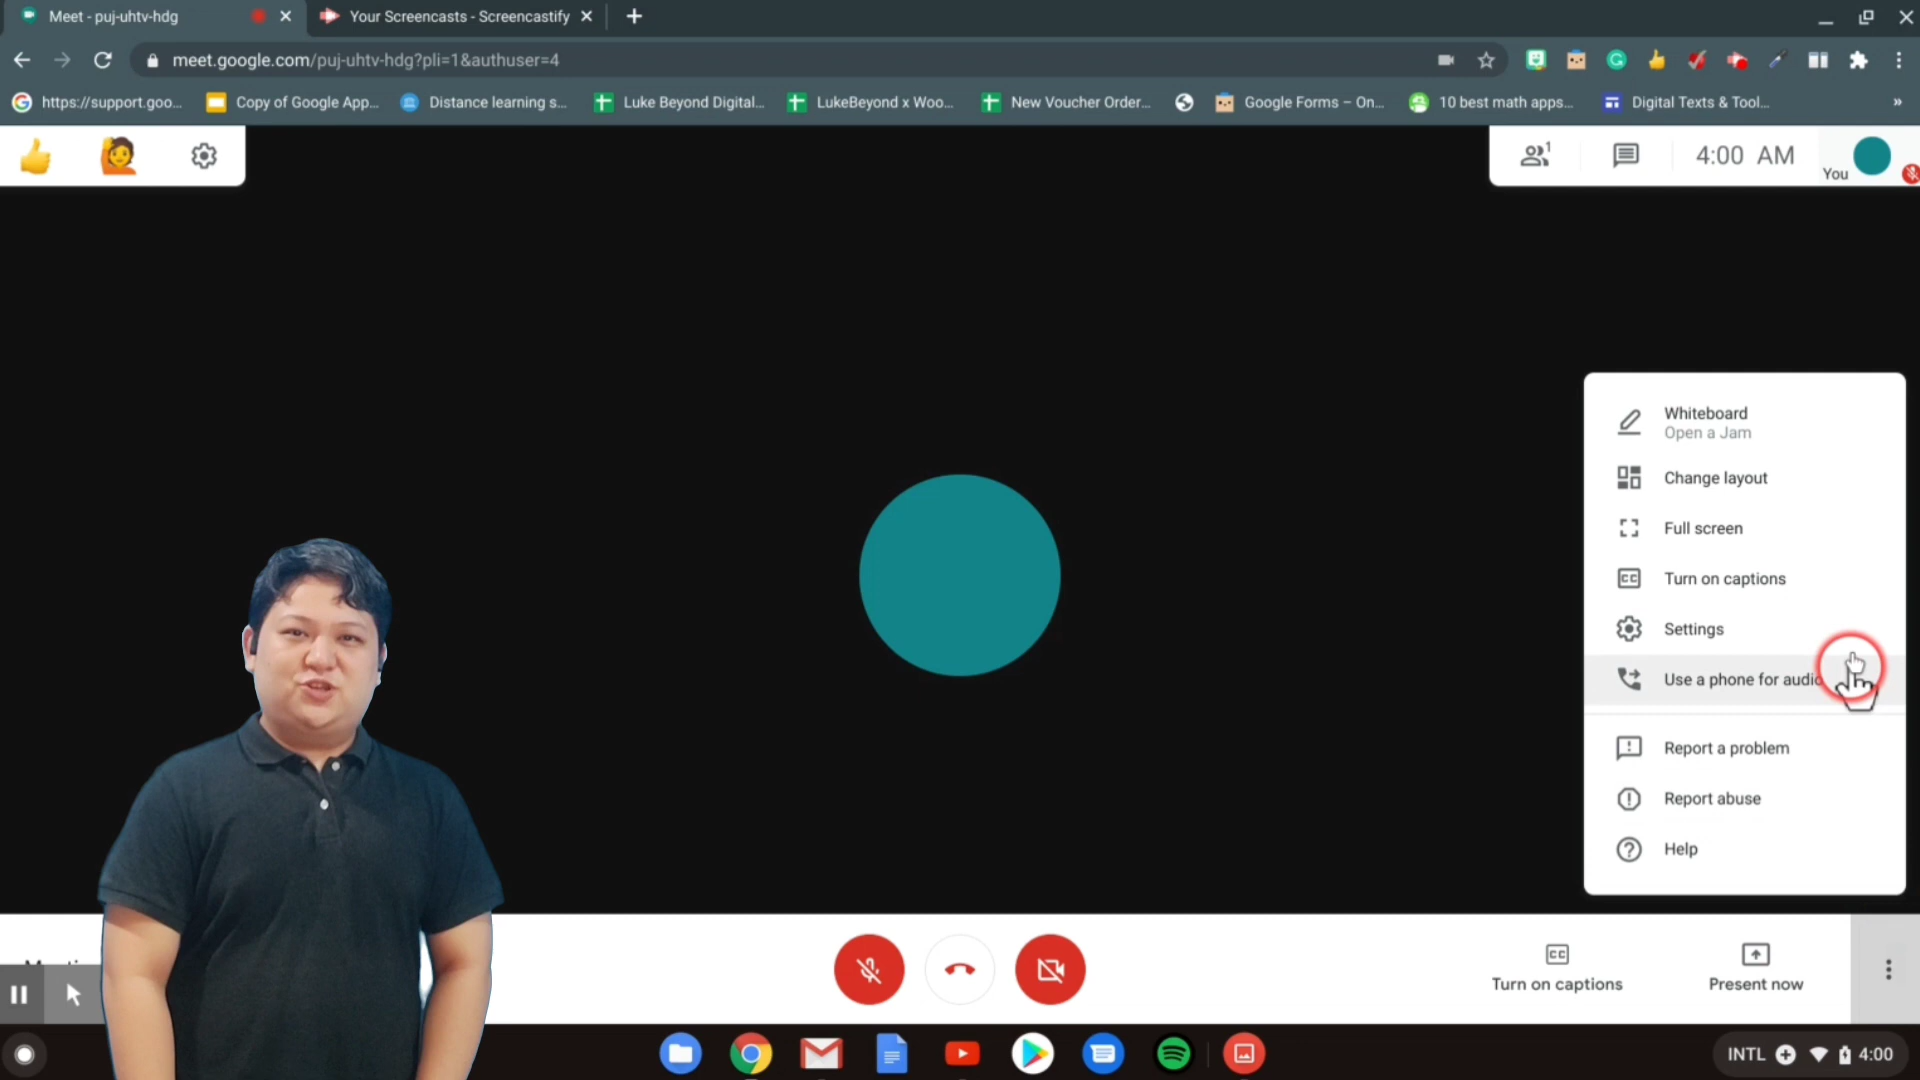 Meet - puj-uhtv-hdg
Your Screencasts - Screencastify
meet.google.com/puj-uhtv-hdg?pli=1&authuser=4
https://support.goo...
Copy of Google App...
Distance learning s...
Luke Beyond Digital...
LukeBeyond x Woo...
New Voucher Order...
Google Forms – On...
10 best math apps...
Digital Texts & Tool...
»
1
4:00 AM
You
Whiteboard
Open a Jam
Change layout
Full screen
CC Turn on captions
Settings
Use a phone for audio
Report a problem
Report abuse
Help
CC
Turn on captions
Present now
INTL
4:00